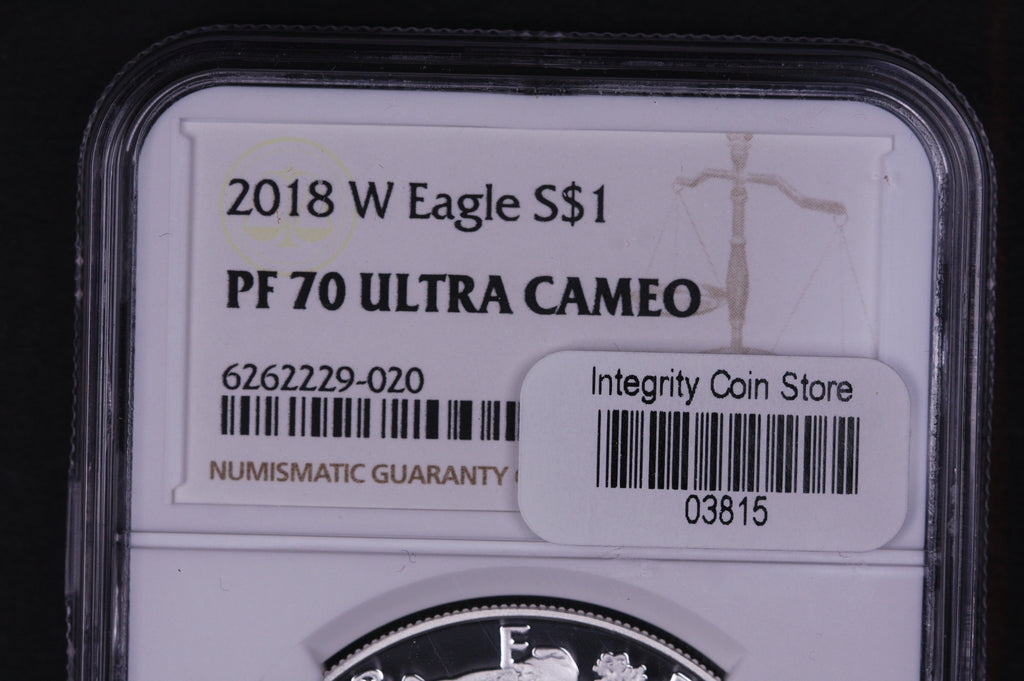 2018 W Eagle S$1
PF 70 ULTRA CAMEO
6262229-020
NUMISMATIC GUARANTY
Integrity Coin Store
03815
E